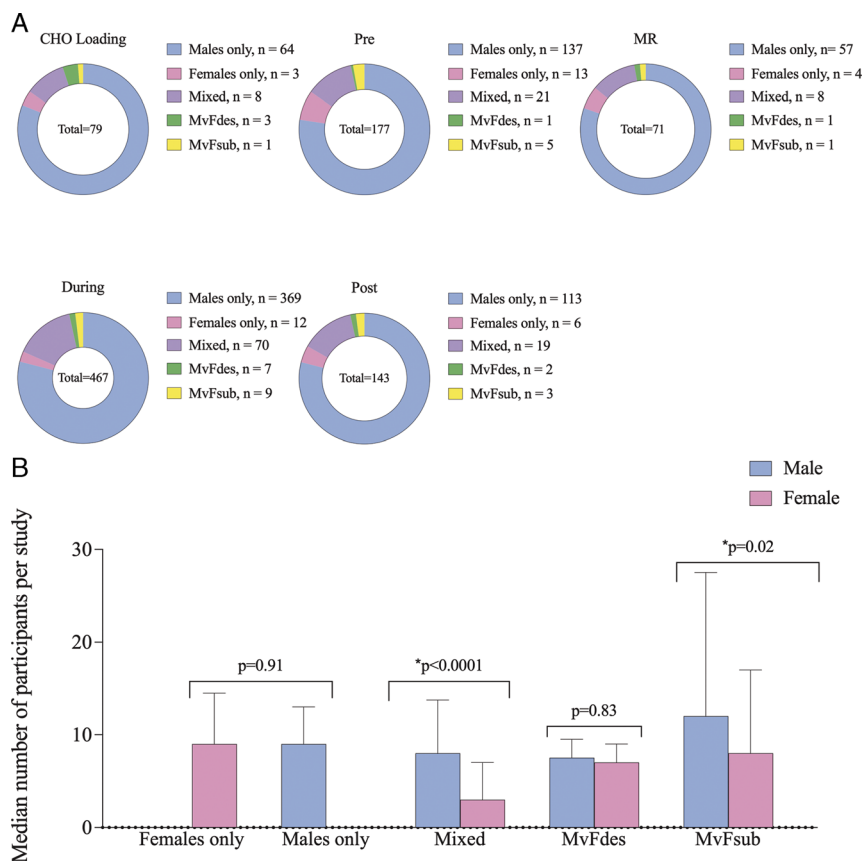 A
CHO Loading
Total=79
Males only, n = 64
Females only, n = 3
Mixed, n = 8
MvFdes, n = 3
MvFsub, n = 1
Pre
Total=177
Males only, n = 137
Females only, n = 13
Mixed, n = 21
MvFdes, n = 1
MvFsub, n = 5
MR
Total=71
Males only, n= 57
Females only, n = 4
Mixed, n = 8
MvFdes, n = 1
MvFsub, n = 1
During
Total=467
Males only, n = 369
Females only, n = 12
Mixed, n = 70
MvFdes, n = 7
MvFsub, n = 9
Post
Total=143
Males only, n = 113
Females only, n = 6
Mixed, n = 19
MvFdes, n = 2
MvFsub, n = 3
B
Male
Female
Median number of participants per study
30
20
10
0
p=0.91
*p<0.0001
p=0.83
*p=0.02
Females only
Males only
Mixed
MvFdes
MvFsub